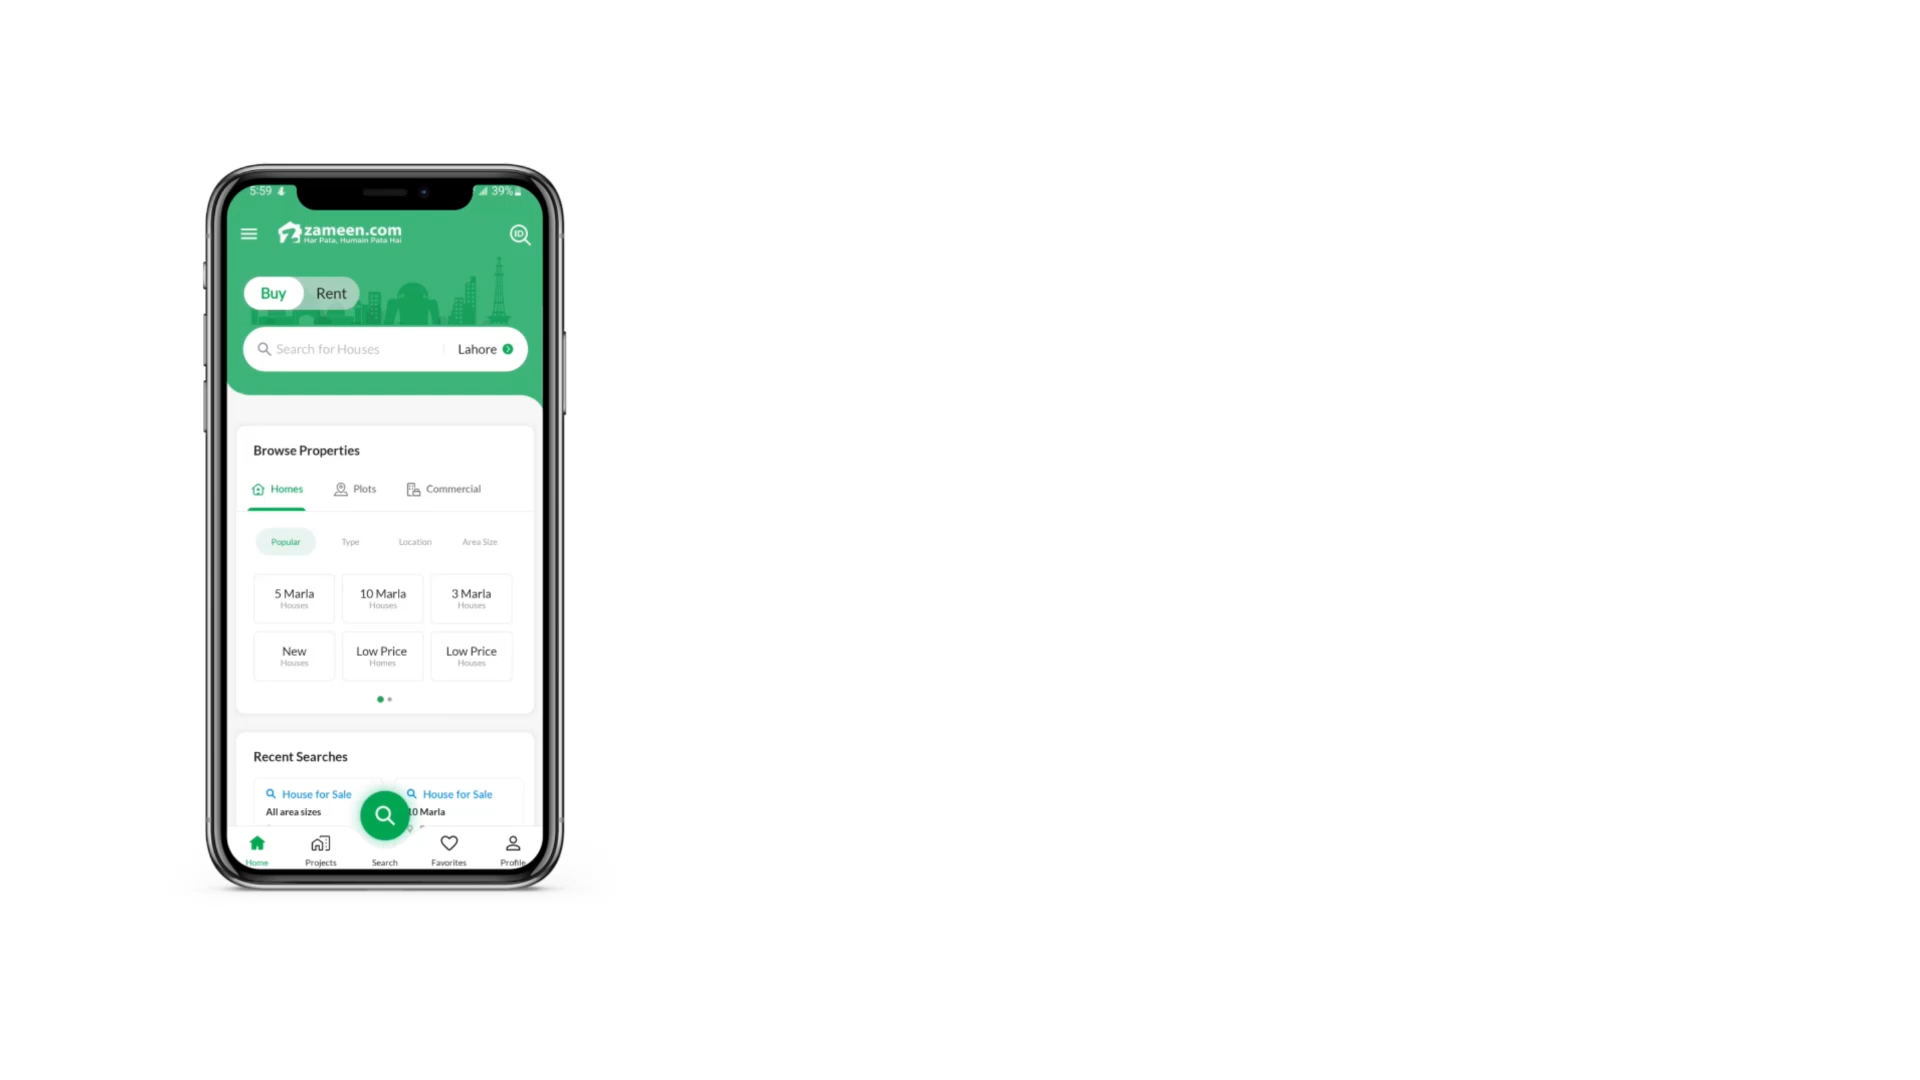 5:59 39%
zameen.com
Har Pata, Humain Pata Hai
ID
Buy Rent
Search for Houses Lahore
Browse Properties
Homes Plots Commercial
Popular Type Location Area Size
5 Marla 10 Marla 3 Marla
Houses Houses Houses
New Low Price Low Price
Houses Homes Houses
Recent Searches
House for Sale House for Sale
All area sizes 10 Marla
Home Projects Search Favorites Profile